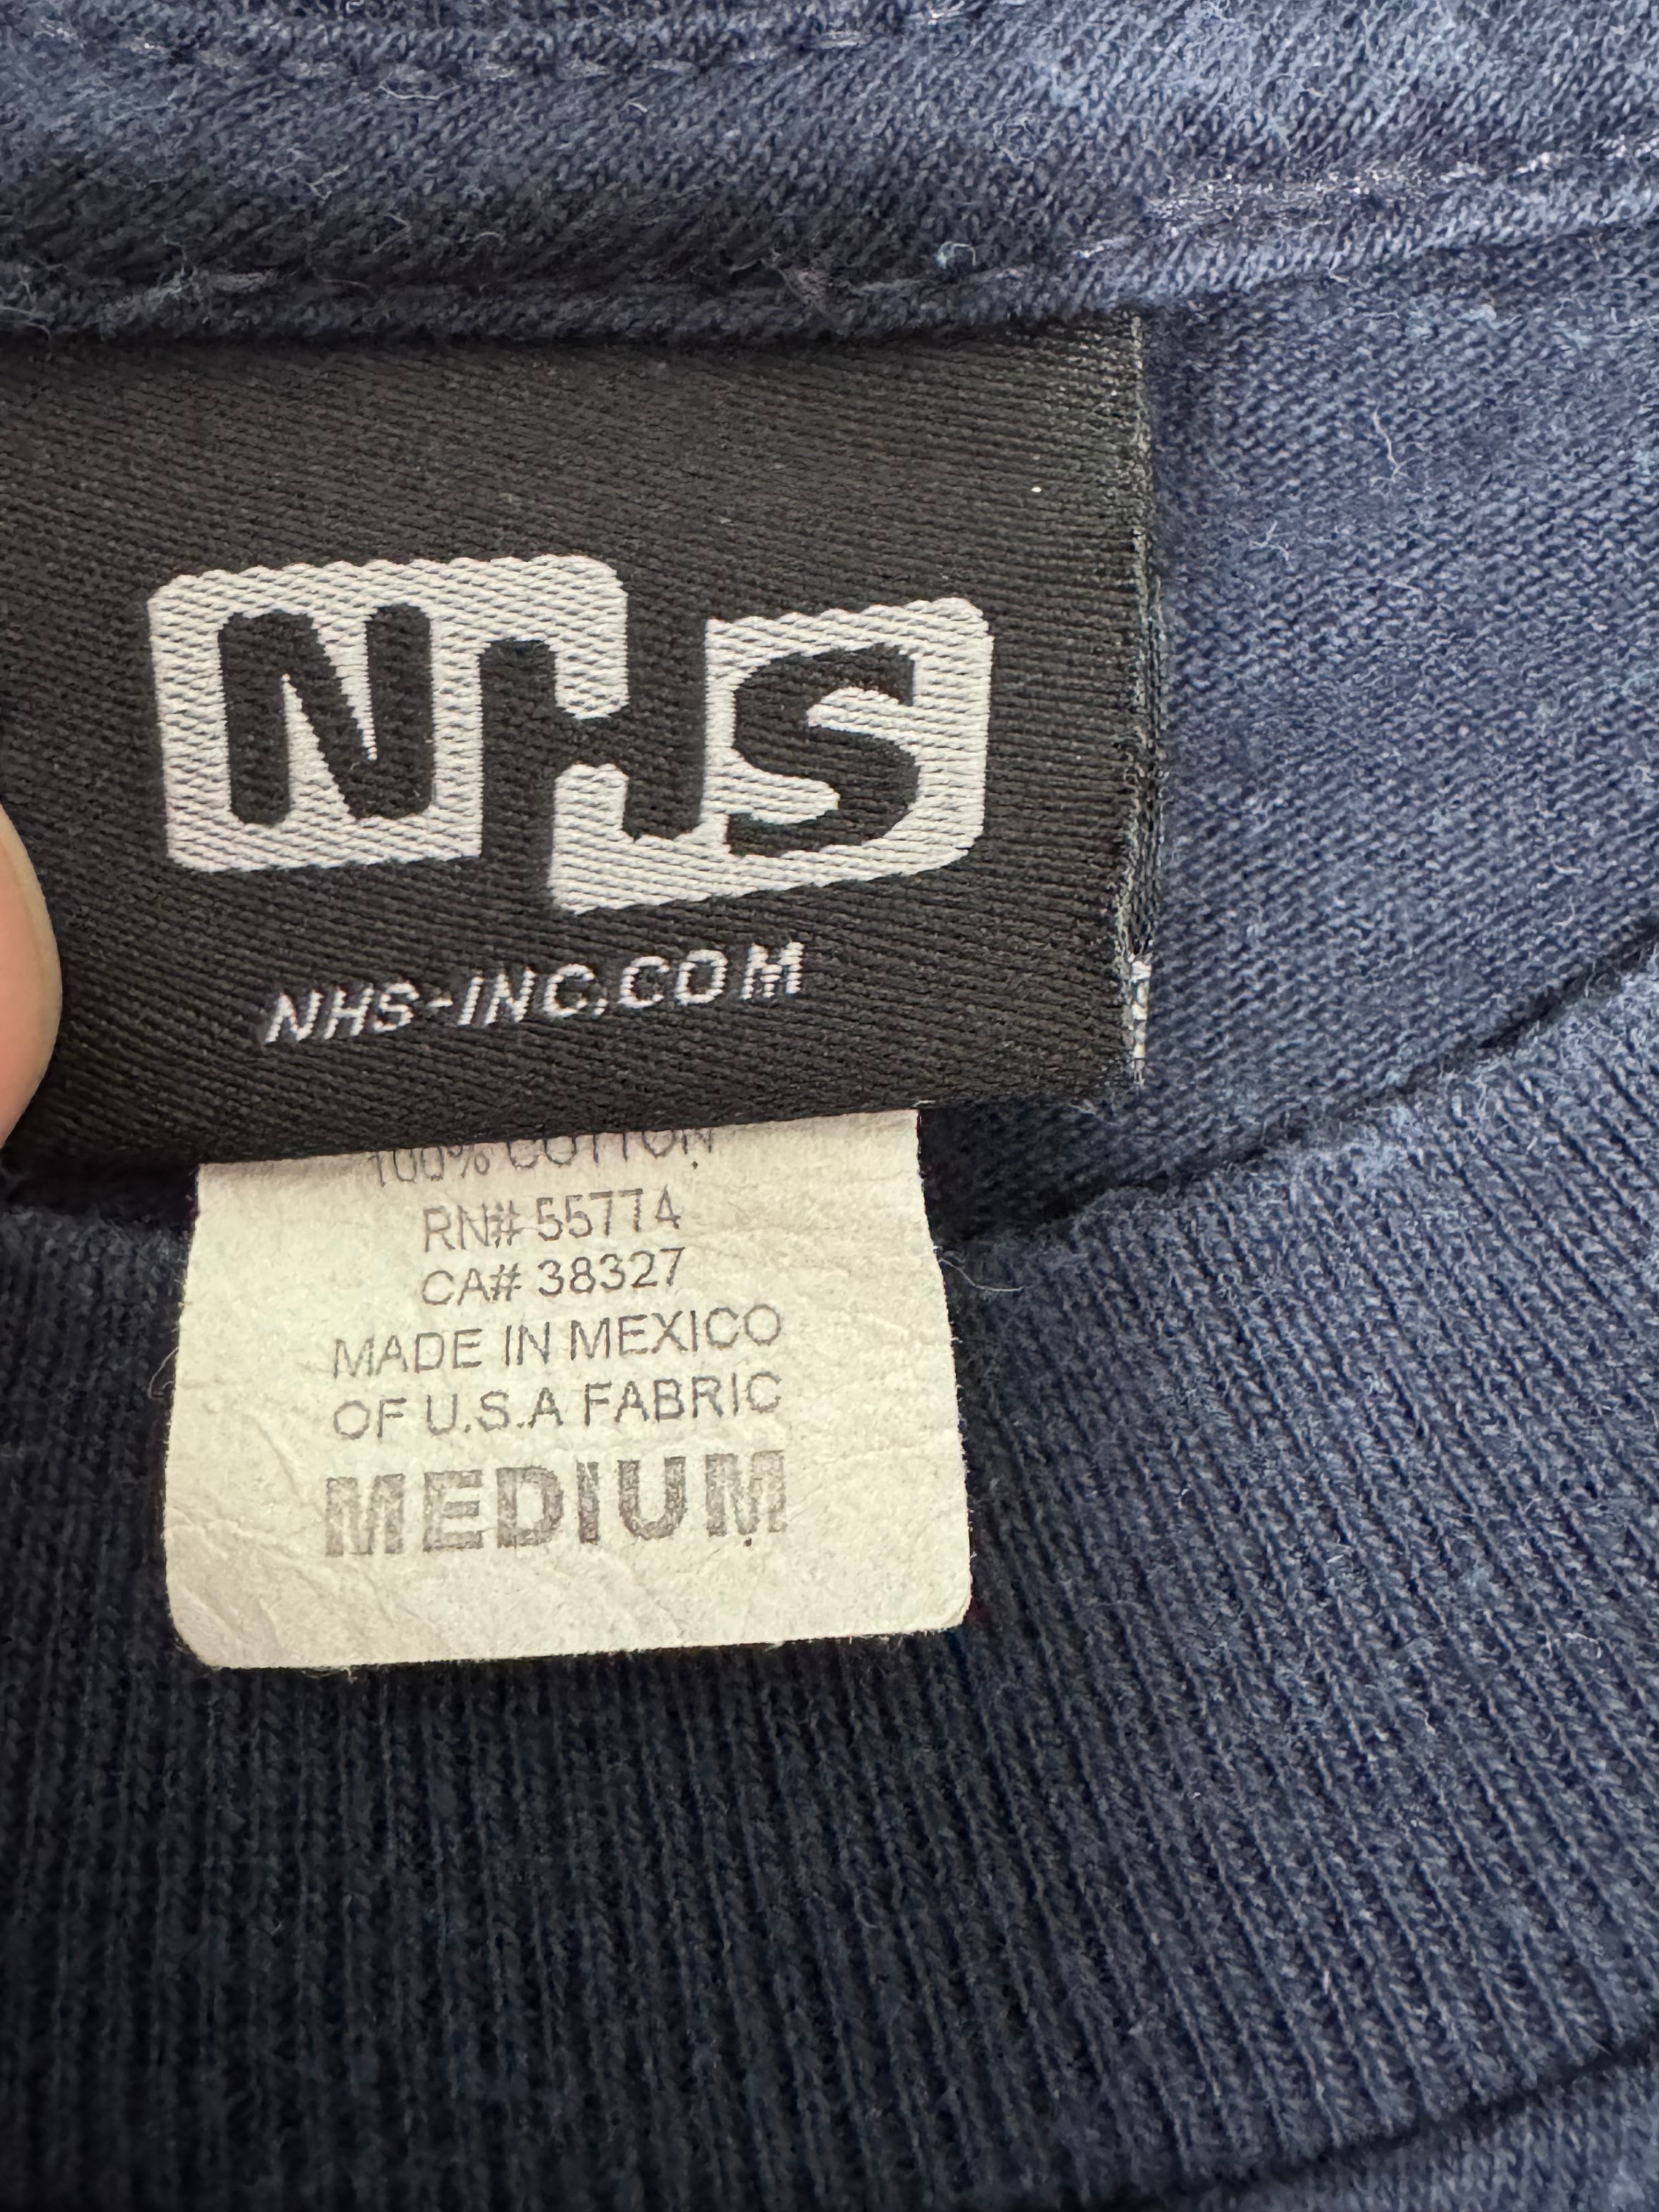 NHS
NHS-INC.COM
100% COTTON
RN# 55774
CA# 38327
MADE IN MEXICO
OF U.S.A FABRIC
MEDIUM